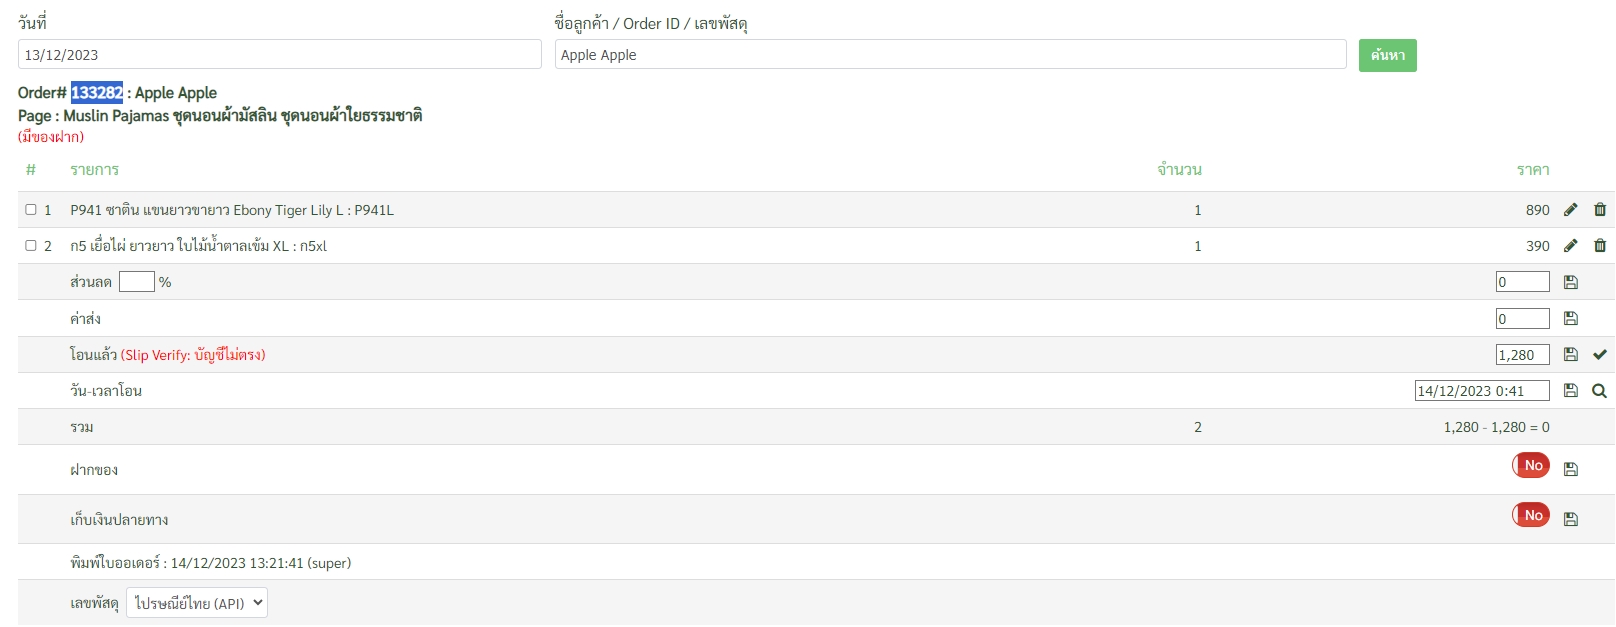 วันที่ ชื่อลูกค้า / Order ID / เลขพัสดุ
13/12/2023 Apple Apple ค้นหา
Order# 133282 : Apple Apple
Page : Muslin Pajamas ชุดนอนผ้ามัสลิน ชุดนอนผ้าใยธรรมชาติ
(มีของฝาก)
# รายการ จำนวน ราคา
1 P941 ซาติน แขนยาวขายาว Ebony Tiger Lily L : P941L 1 890
2 ก5 เยื่อไผ่ ยาวยาว ใบไม้น้ำตาลเข้ม XL : ก5xl 1 390
ส่วนลด % 0
ค่าส่ง 0
โอนแล้ว (Slip Verify: บัญชีไม่ตรง) 1,280
วัน-เวลาโอน 14/12/2023 0:41
รวม 2 1,280 - 1,280 = 0
ฝากของ No
เก็บเงินปลายทาง No
พิมพ์ใบออเดอร์ : 14/12/2023 13:21:41 (super)
เลขพัสดุ ไปรษณีย์ไทย (API)